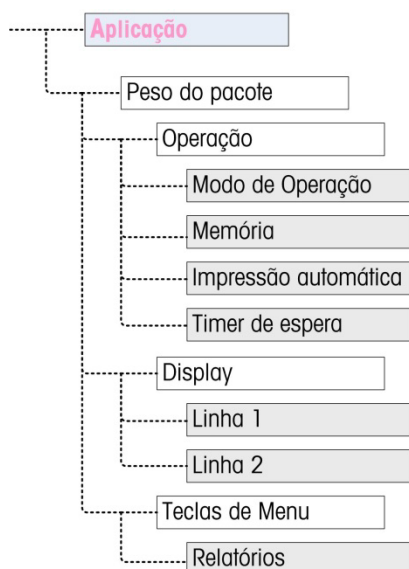 Aplicação
Peso do pacote
Operação
Modo de Operação
Memória
Impressão automática
Timer de espera
Display
Linha 1
Linha 2
Teclas de Menu
Relatórios